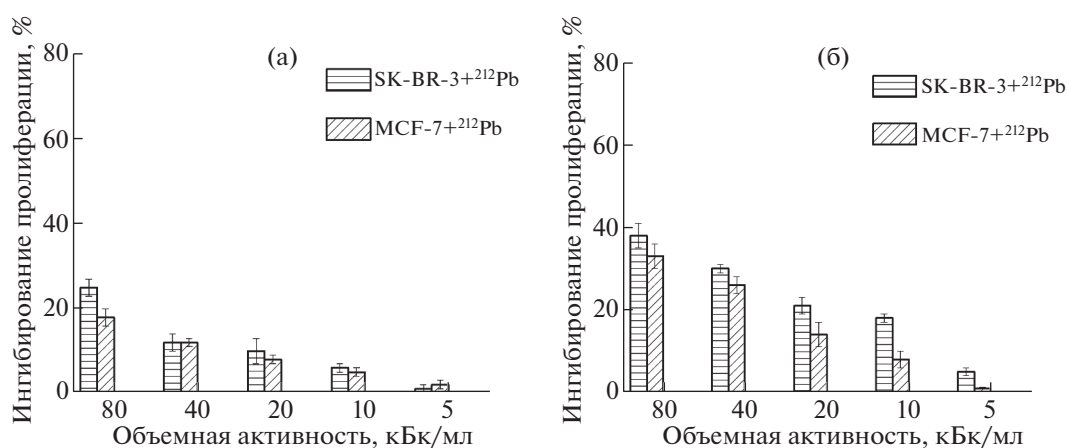 Ингибирование пролиферации, %
80
60
40
20
0
(а)
SK-BR-3+²¹²Pb
MCF-7+²¹²Pb
80 40 20 10 5
Объемная активность, кБк/мл
Ингибирование пролиферации, %
80
60
40
20
0
(б)
SK-BR-3+²¹²Pb
MCF-7+²¹²Pb
80 40 20 10 5
Объемная активность, кБк/мл